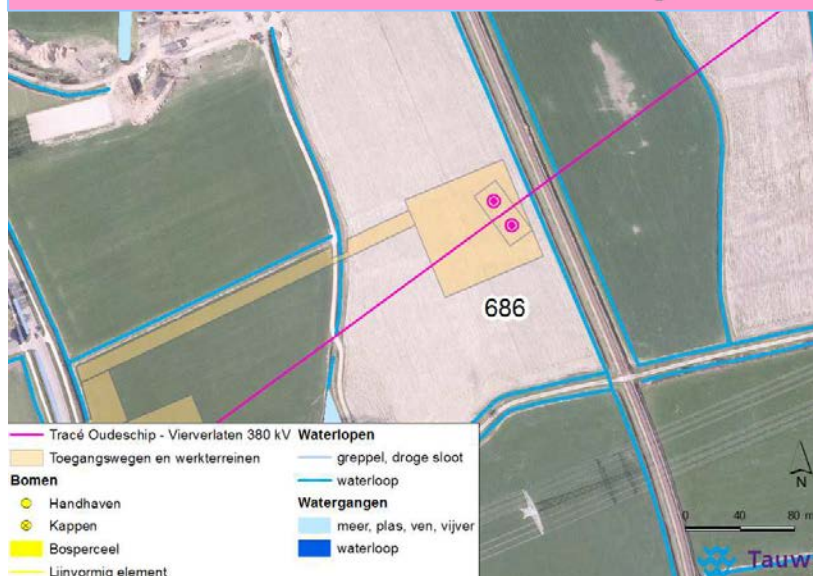 686
Tracé Oudeschip - Vierverlaten 380 kV
Toegangswegen en werkterreinen
Bomen
Handhaven
Kappen
Bosperceel
Lijnvormig element
Waterlopen
greppel, droge sloot
waterloop
Watergangen
meer, plas, ven, vijver
waterloop
N
0 40 80 m
Tauw